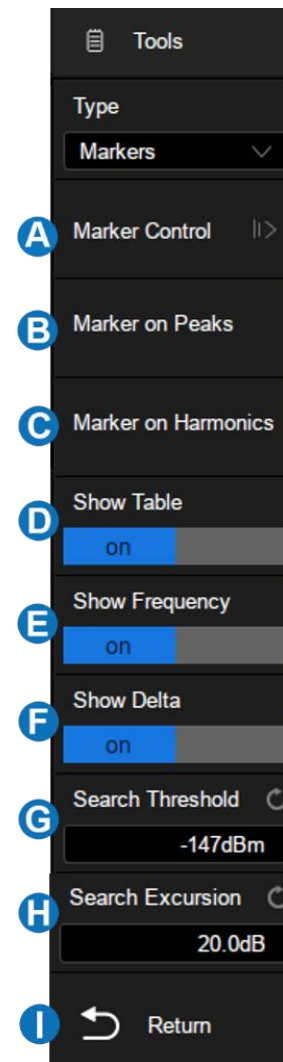 Tools
Type
Markers
A Marker Control
B Marker on Peaks
C Marker on Harmonics
Show Table
D
on
Show Frequency
E
on
Show Delta
F
on
Search Threshold
G
-147dBm
Search Excursion
H
20.0dB
I Return